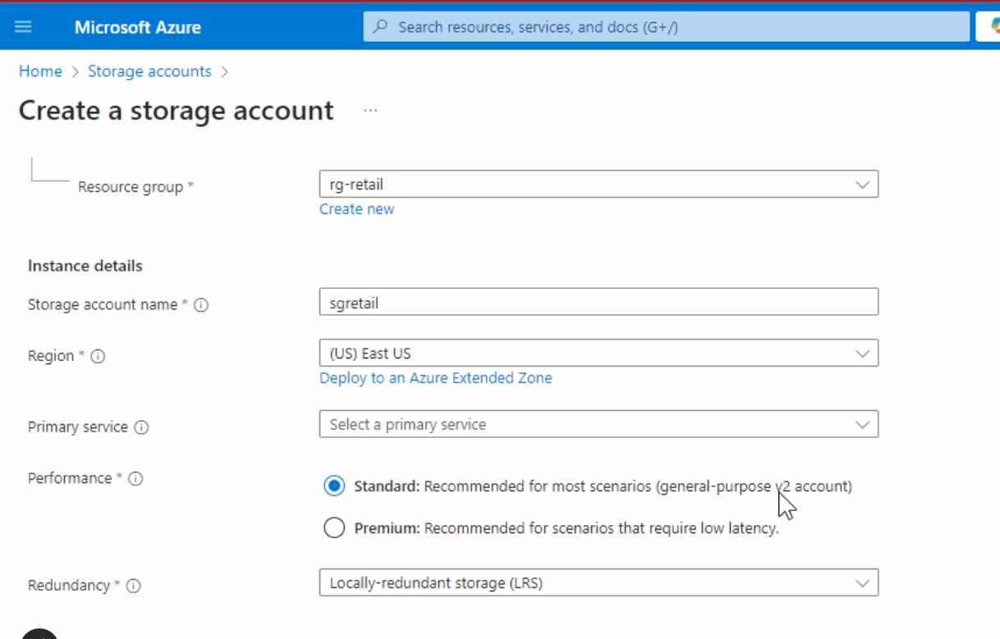 Microsoft Azure
Search resources, services, and docs (G+/)
Home > Storage accounts >
Create a storage account ...
Resource group *
rg-retail
Create new
Instance details
Storage account name *
sgretail
Region *
(US) East US
Deploy to an Azure Extended Zone
Primary service
Select a primary service
Performance *
Standard: Recommended for most scenarios (general-purpose v2 account)
Premium: Recommended for scenarios that require low latency.
Redundancy *
Locally-redundant storage (LRS)